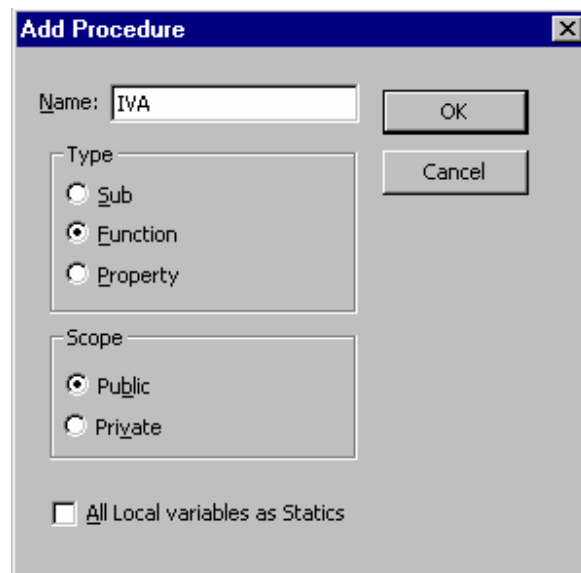 Add Procedure
Name: IVA
OK
Cancel
Type
Sub
Function
Property
Scope
Public
Private
All Local variables as Statics